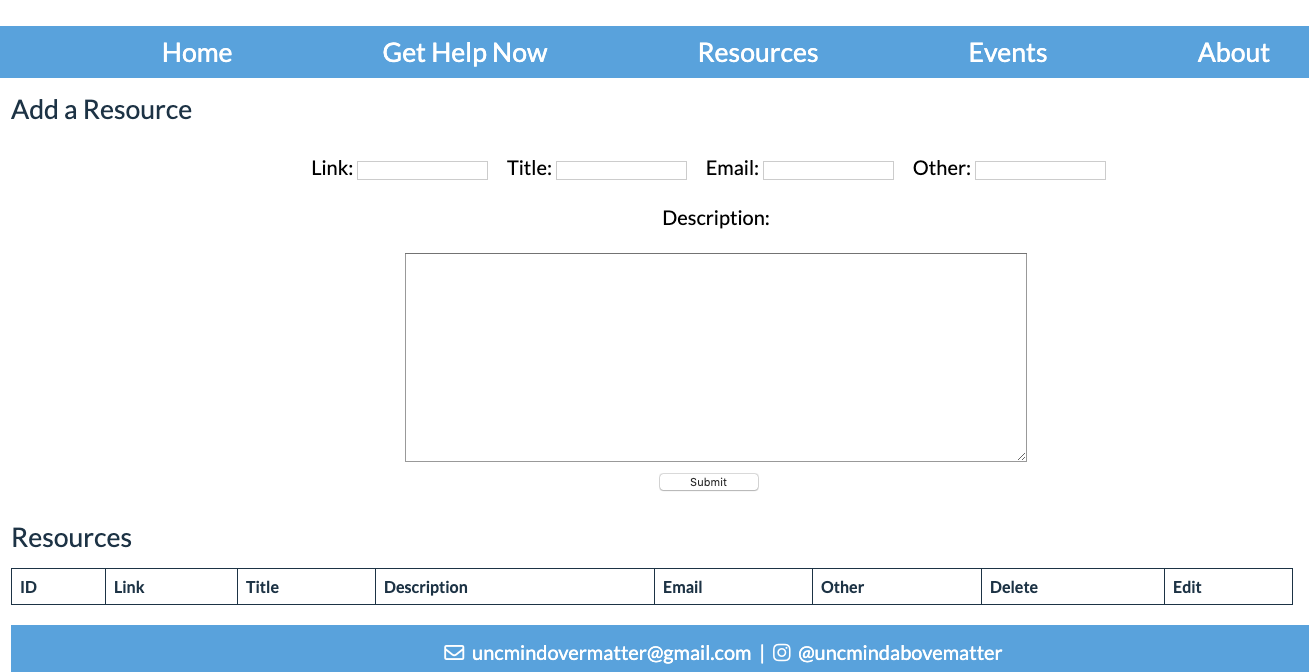 Home Get Help Now Resources Events About
Add a Resource
Link: Title: Email: Other:
Description:
Submit
Resources
ID Link Title Description Email Other Delete Edit
uncmindovermatter@gmail.com | @uncmindabovematter